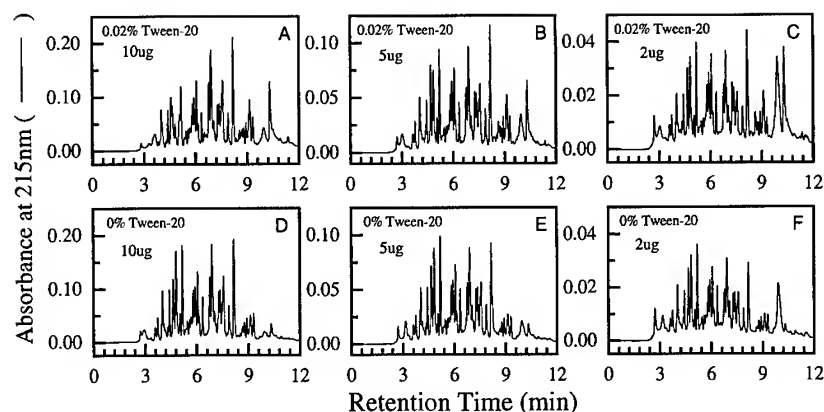 Absorbance at 215nm (
0.02% Tween-20
A
10ug
0.20
0.10
0.00
0 3 6 9 12
0.02% Tween-20
B
5ug
0.10
0.05
0.00
0 3 6 9 12
0.02% Tween-20
C
2ug
0.04
0.02
0.00
0 3 6 9 12
0% Tween-20
D
10ug
0.20
0.10
0.00
0 3 6 9 12
0% Tween-20
E
5ug
0.10
0.05
0.00
0 3 6 9 12
0% Tween-20
F
2ug
0.04
0.02
0.00
0 3 6 9 12
Retention Time (min)